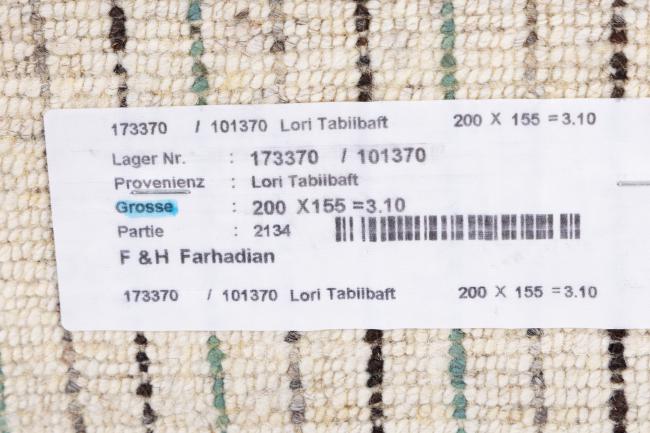 173370 / 101370 Lori Tabiibaft 200 X 155 =3.10
Lager Nr. : 173370 / 101370
Provenienz : Lori Tabiibaft
Grosse : 200 X155 =3.10
Partie : 2134
F &H Farhadian
173370 / 101370 Lori Tabiibaft 200 X 155 =3.10